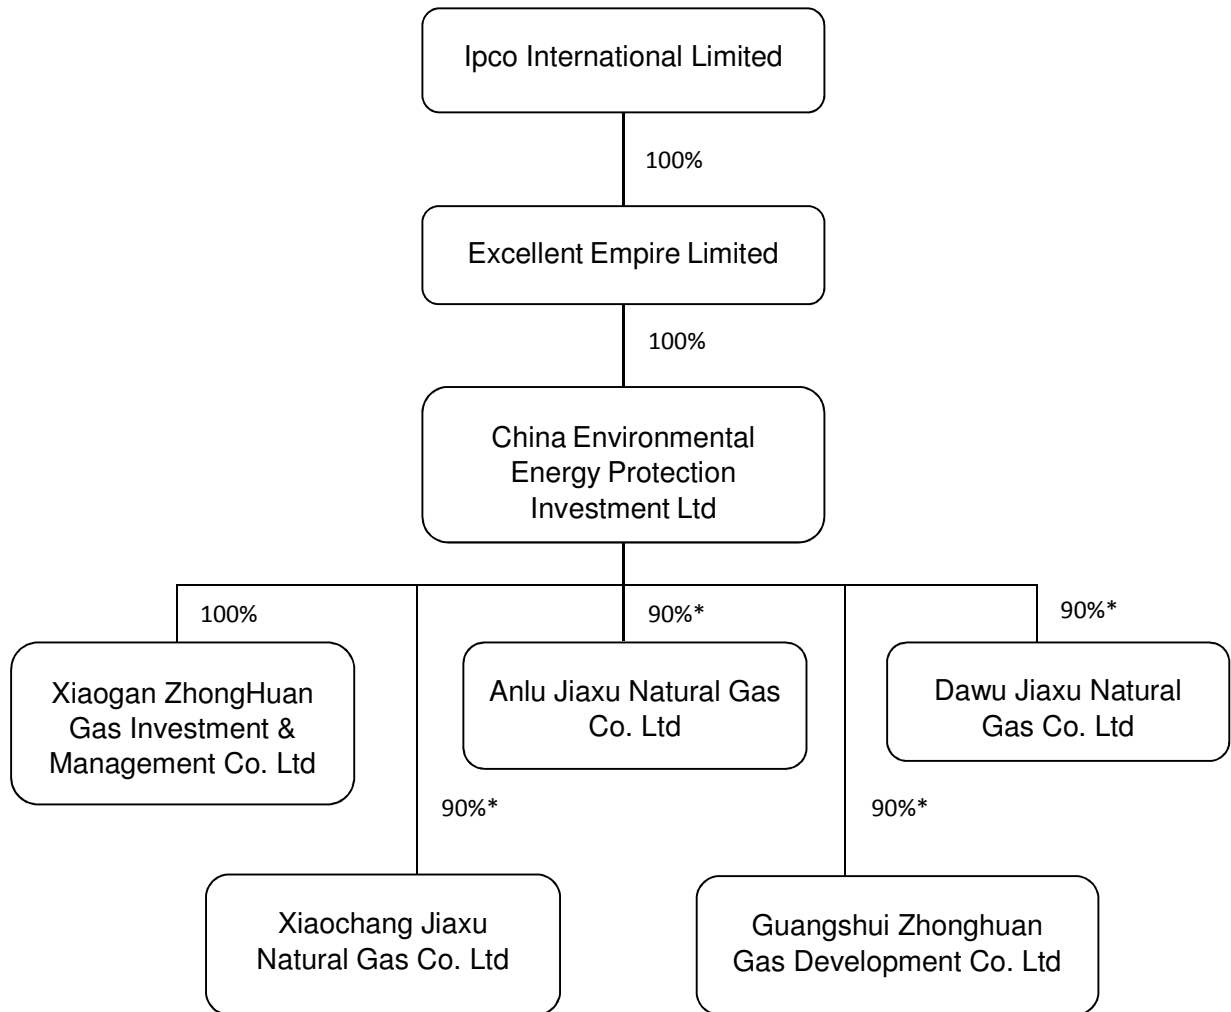 Ipco International Limited
100%
Excellent Empire Limited
100%
China Environmental
Energy Protection
Investment Ltd
100%
90%*
90%*
Xiaogan ZhongHuan
Gas Investment &
Management Co. Ltd
Anlu Jiaxu Natural Gas
Co. Ltd
Dawu Jiaxu Natural
Gas Co. Ltd
90%*
90%*
Xiaochang Jiaxu
Natural Gas Co. Ltd
Guangshui Zhonghuan
Gas Development Co. Ltd